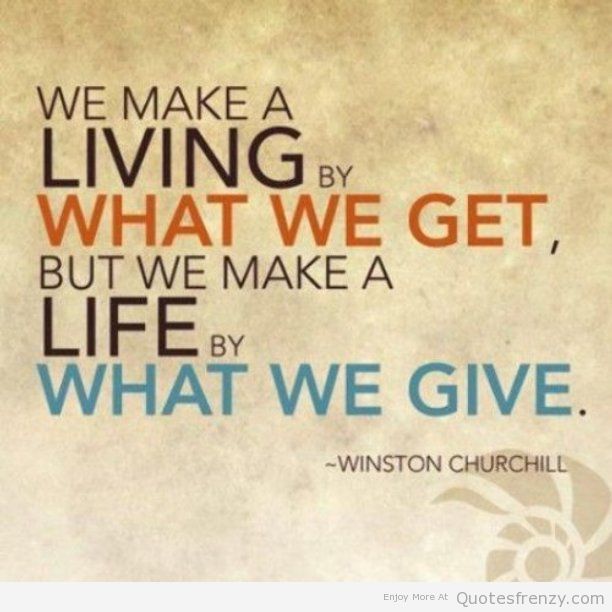 WE MAKE A
LIVING BY
WHAT WE GET,
BUT WE MAKE A
LIFE BY
WHAT WE GIVE.
~WINSTON CHURCHILL
Enjoy More At Quotesfrenzy.com